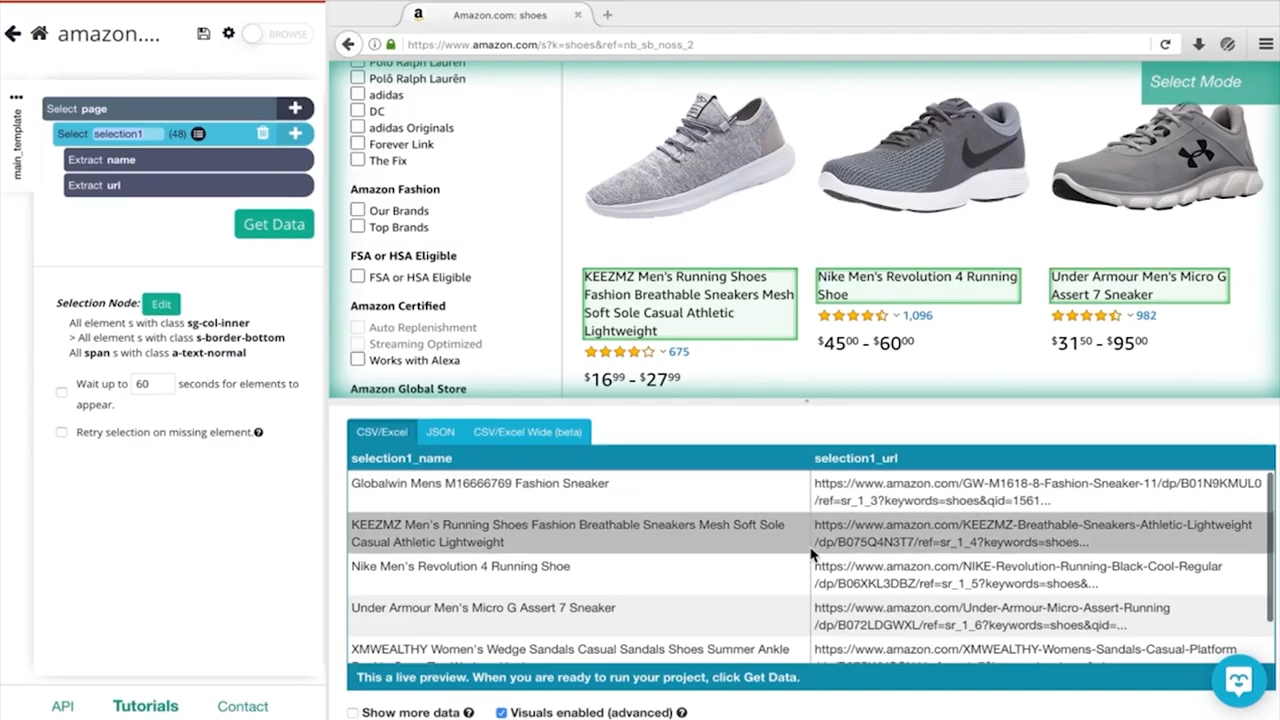 amazon....
BROWSE
main_template
Select page
Select selection1 (48)
Extract name
Extract url
Get Data
Selection Node: Edit
All element s with class sg-col-inner
> All element s with class s-border-bottom
All span s with class a-text-normal
Wait up to 60 seconds for elements to
appear.
Retry selection on missing element.
API Tutorials Contact
Amazon.com: shoes
https://www.amazon.com/s?k=shoes&ref=nb_sb_noss_2
Select Mode
Polo Ralph Lauren
Polô Ralph Laurên
adidas
DC
adidas Originals
Forever Link
The Fix
Amazon Fashion
Our Brands
Top Brands
FSA or HSA Eligible
FSA or HSA Eligible
Amazon Certified
Auto Replenishment
Streaming Optimized
Works with Alexa
Amazon Global Store
KEEZMZ Men's Running Shoes
Fashion Breathable Sneakers Mesh
Soft Sole Casual Athletic
Lightweight
675
$1699 - $2799
Nike Men's Revolution 4 Running
Shoe
1,096
$4500 - $6000
Under Armour Men's Micro G
Assert 7 Sneaker
982
$3150 - $9500
CSV/Excel JSON CSV/Excel Wide (beta)
selection1_name selection1_url
Globalwin Mens M16666769 Fashion Sneaker
https://www.amazon.com/GW-M1618-8-Fashion-Sneaker-11/dp/B01N9KMUL0
/ref=sr_1_3?keywords=shoes&qid=1561...
KEEZMZ Men's Running Shoes Fashion Breathable Sneakers Mesh Soft Sole
Casual Athletic Lightweight
https://www.amazon.com/KEEZMZ-Breathable-Sneakers-Athletic-Lightweight
/dp/B075Q4N3T7/ref=sr_1_4?keywords=shoes...
Nike Men's Revolution 4 Running Shoe
https://www.amazon.com/NIKE-Revolution-Running-Black-Cool-Regular
/dp/B06XKL3DBZ/ref=sr_1_5?keywords=shoes&...
Under Armour Men's Micro G Assert 7 Sneaker
https://www.amazon.com/Under-Armour-Micro-Assert-Running
/dp/B072LDGWXL/ref=sr_1_6?keywords=shoes&qid=...
XMWEALTHY Women's Wedge Sandals Casual Sandals Shoes Summer Ankle
https://www.amazon.com/XMWEALTHY-Womens-Sandals-Casual-Platform
This a live preview. When you are ready to run your project, click Get Data.
Show more data Visuals enabled (advanced)